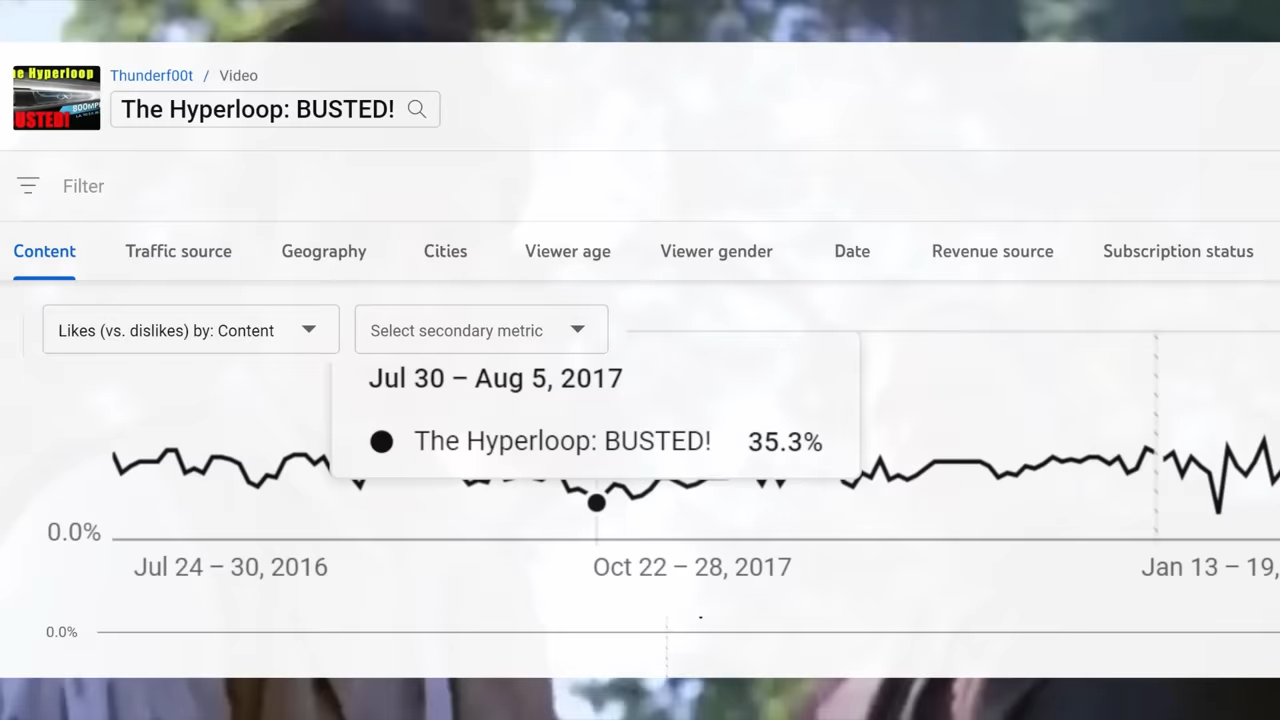 e Hyperloop
800MPH
USTED!
Thunderf00t / Video
The Hyperloop: BUSTED!
Filter
Content Traffic source Geography Cities Viewer age Viewer gender Date Revenue source Subscription status
Likes (vs. dislikes) by: Content Select secondary metric
Jul 30 – Aug 5, 2017
The Hyperloop: BUSTED! 35.3%
0.0%
Jul 24 – 30, 2016 Oct 22 – 28, 2017 Jan 13 – 19,
0.0%